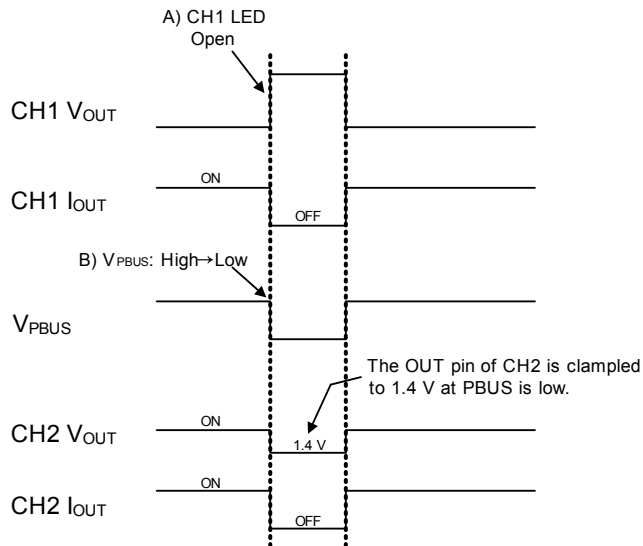 A) CH1 LED
Open
CH1 VOUT
ON
CH1 IOUT
OFF
B) VPBUS: High→Low
VPBUS
The OUT pin of CH2 is clamped
to 1.4 V at PBUS is low.
ON
CH2 VOUT
1.4 V
ON
CH2 IOUT
OFF